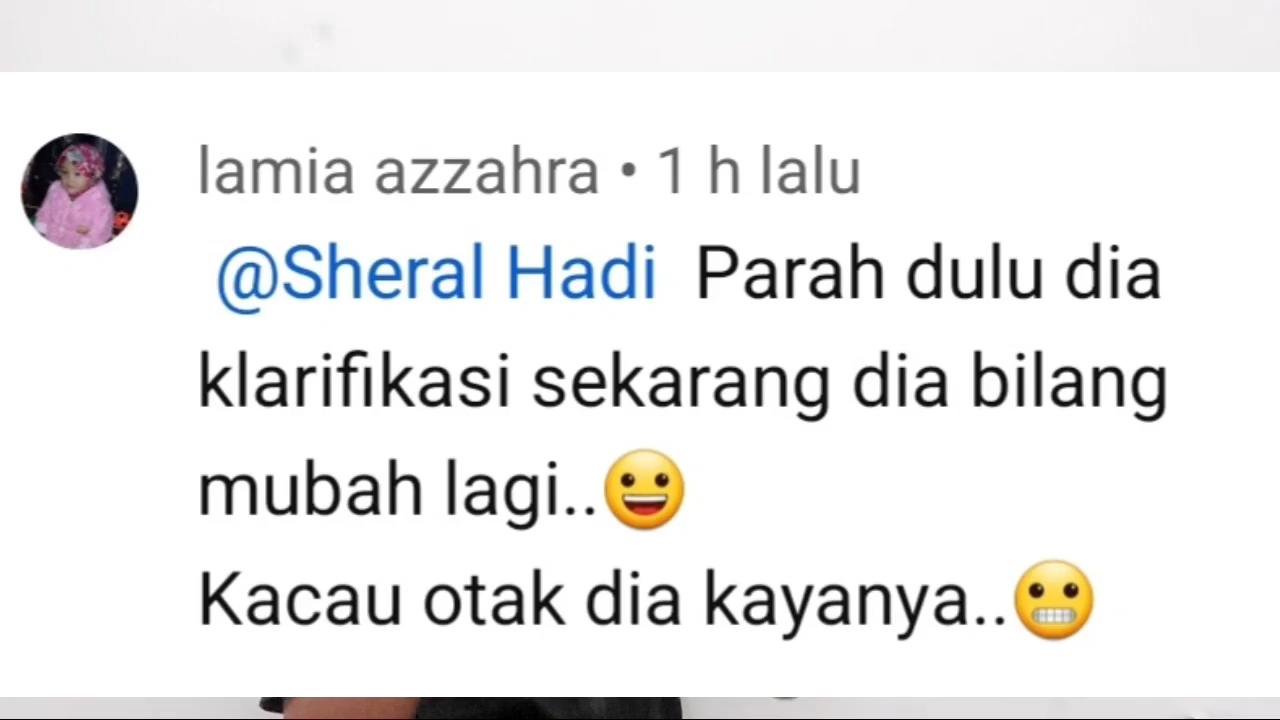 lamia azzahra • 1 h lalu
@Sheral Hadi Parah dulu dia
klarifikasi sekarang dia bilang
mubah lagi..😀
Kacau otak dia kayanya..😬